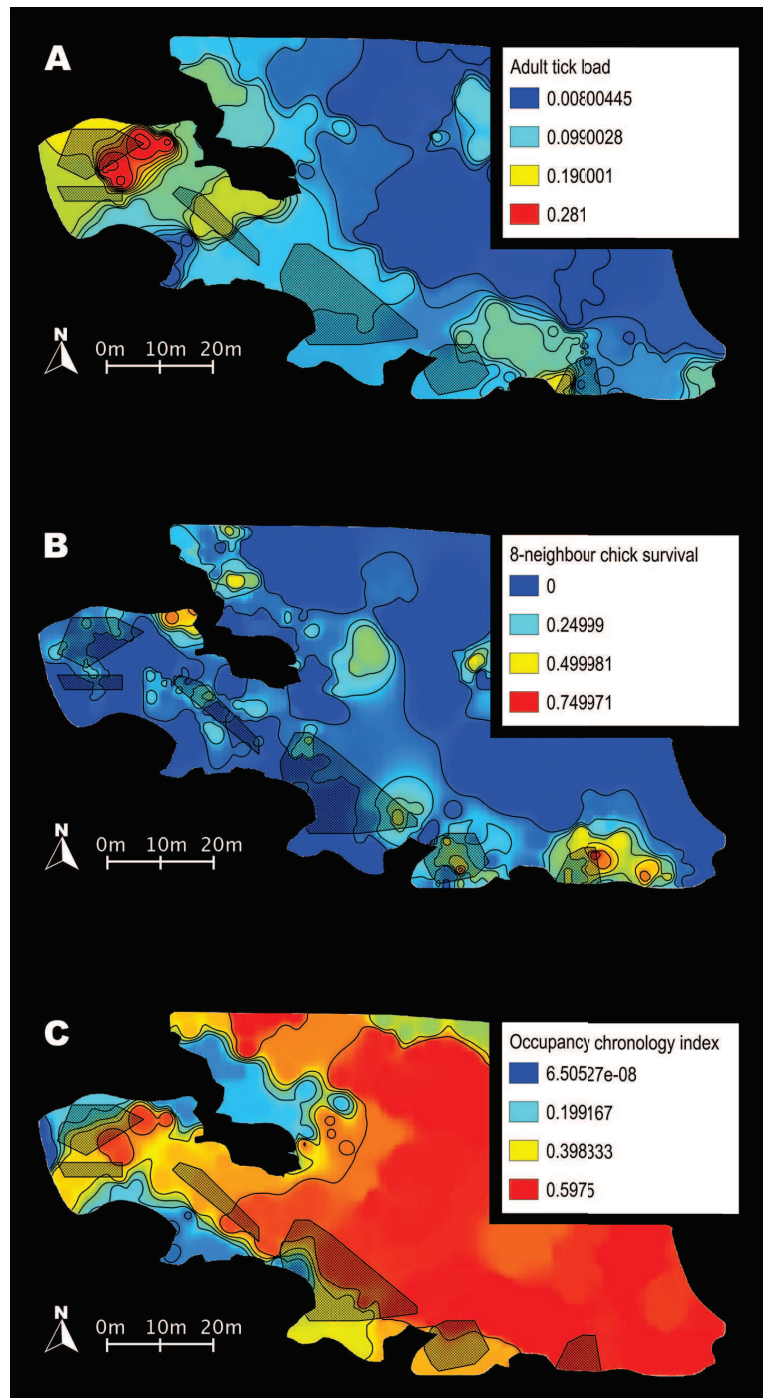 A
Adult tick load
0.00800445
0.0990028
0.190001
0.281
N
0m 10m 20m
B
8-neighbour chick survival
0
0.24999
0.499981
0.749971
N
0m 10m 20m
C
Occupancy chronology index
6.50527e-08
0.199167
0.398333
0.5975
N
0m 10m 20m